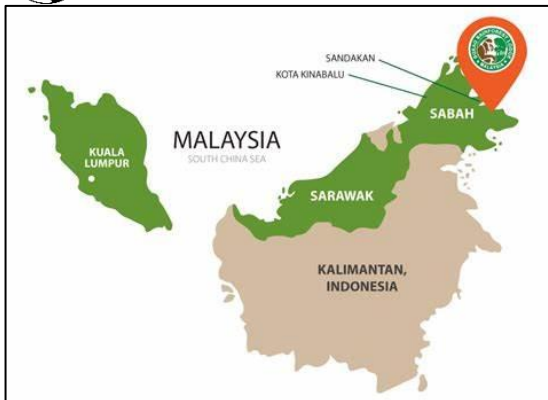 SANDAKAN
KOTA KINABALU
SABAH
MALAYSIA
SOUTH CHINA SEA
KUALA
LUMPUR
SARAWAK
KALIMANTAN,
INDONESIA